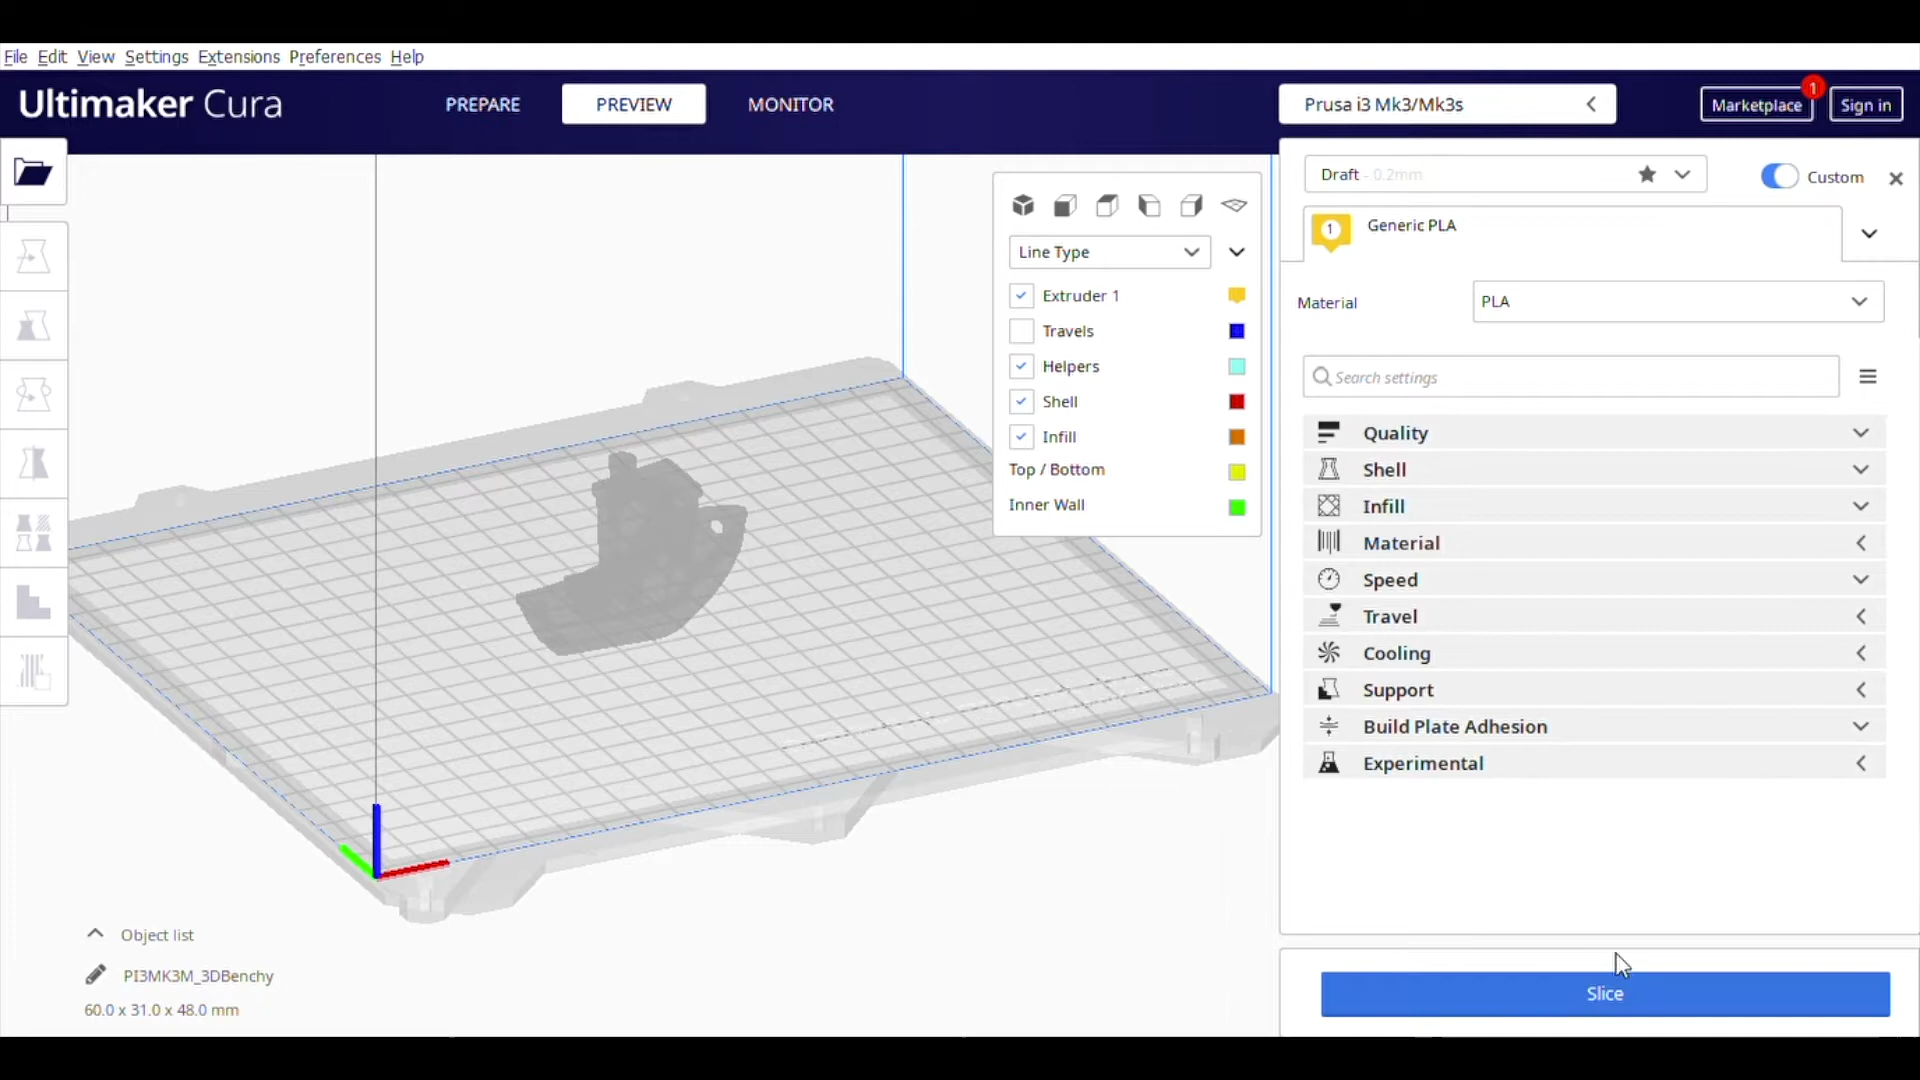 File Edit View Settings Extensions Preferences Help
Ultimaker Cura
PREPARE
PREVIEW
MONITOR
Prusa i3 Mk3/Mk3s
Marketplace
1
Sign in
Draft - 0.2mm
Custom
1
Generic PLA
Material
PLA
Search settings
Quality
Shell
Infill
Material
Speed
Travel
Cooling
Support
Build Plate Adhesion
Experimental
Line Type
Extruder 1
Travels
Helpers
Shell
Infill
Top / Bottom
Inner Wall
Object list
PI3MK3M_3DBenchy
60.0 x 31.0 x 48.0 mm
Slice